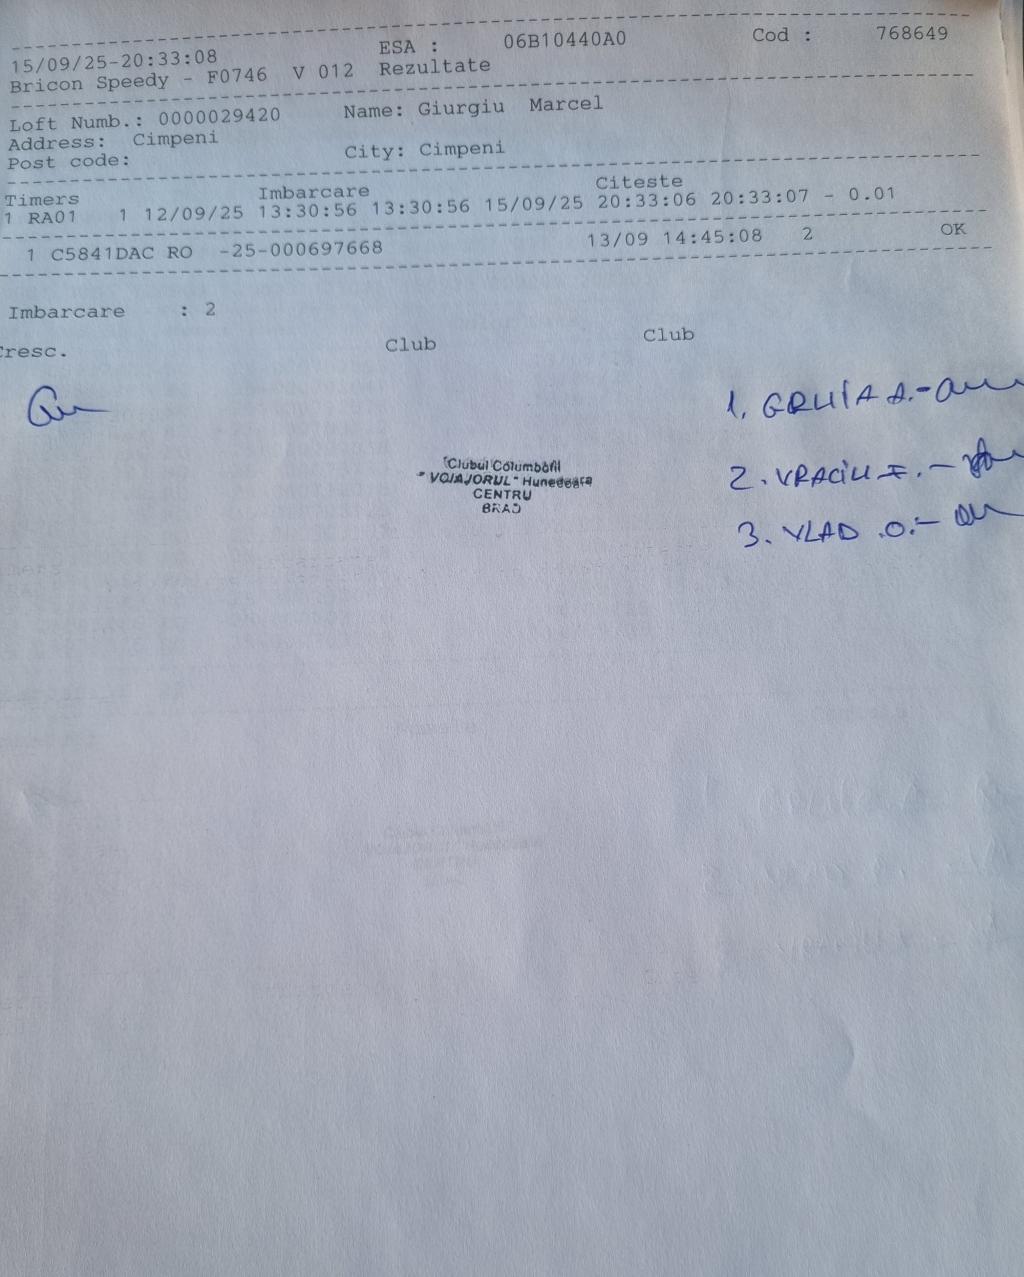 15/09/25-20:33:08 ESA : 06B10440A0 Cod : 768649
Bricon Speedy - F0746 V 012 Rezultate
Loft Numb.: 0000029420 Name: Giurgiu Marcel
Address: Cimpeni
Post code: City: Cimpeni
Timers Imbarcare Citeste
1 RA01 1 12/09/25 13:30:56 13:30:56 15/09/25 20:33:06 20:33:07 - 0.01
1 C5841DAC RO -25-000697668 13/09 14:45:08 2 OK
Imbarcare : 2
Cresc. Club Club
1. GRUIA A.-
Clubul Columbofil
"VOIAJORUL" Hunedoara
CENTRU
BRAD
2. VRACIU I. -
3. VLAD .O.-